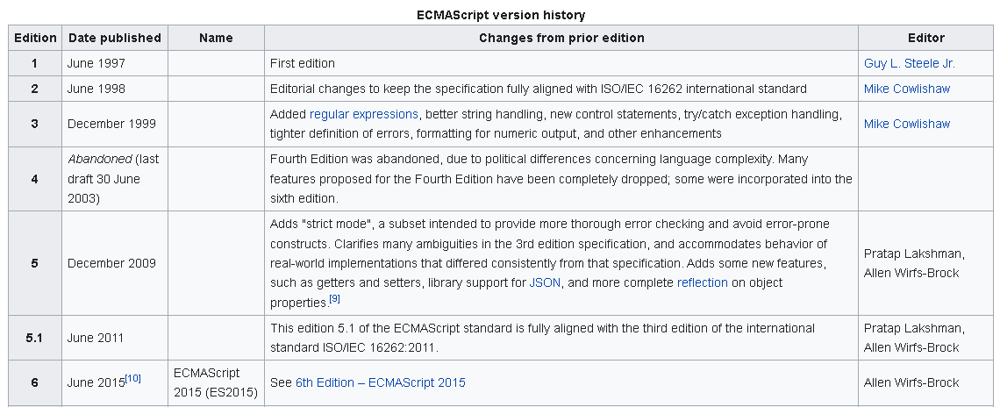 ECMAScript version history
Edition Date published Name Changes from prior edition Editor
1 June 1997 First edition Guy L. Steele Jr.
2 June 1998 Editorial changes to keep the specification fully aligned with ISO/IEC 16262 international standard Mike Cowlishaw
3 December 1999 Added regular expressions, better string handling, new control statements, try/catch exception handling,
tighter definition of errors, formatting for numeric output, and other enhancements Mike Cowlishaw
4 Abandoned (last
draft 30 June
2003)
Fourth Edition was abandoned, due to political differences concerning language complexity. Many
features proposed for the Fourth Edition have been completely dropped; some were incorporated into the
sixth edition.
5 December 2009
Adds "strict mode", a subset intended to provide more thorough error checking and avoid error-prone
constructs. Clarifies many ambiguities in the 3rd edition specification, and accommodates behavior of
real-world implementations that differed consistently from that specification. Adds some new features,
such as getters and setters, library support for JSON, and more complete reflection on object
properties.[9]
Pratap Lakshman,
Allen Wirfs-Brock
5.1 June 2011
This edition 5.1 of the ECMAScript standard is fully aligned with the third edition of the international
standard ISO/IEC 16262:2011.
Pratap Lakshman,
Allen Wirfs-Brock
6 June 2015[10]
ECMAScript
2015 (ES2015)
See 6th Edition – ECMAScript 2015
Allen Wirfs-Brock